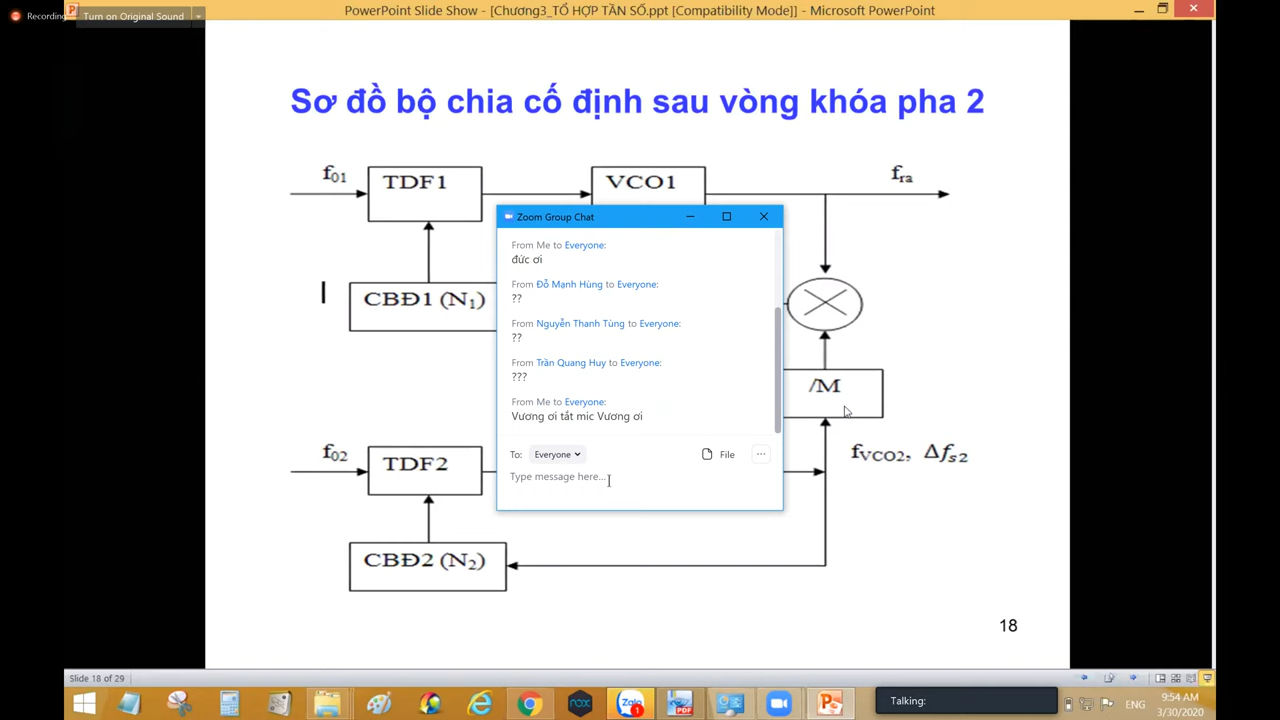 PowerPoint Slide Show - [Chương3_TỔ HỢP TẦN SỐ.ppt [Compatibility Mode]] - Microsoft PowerPoint
Recording
Turn on Original Sound
Sơ đồ bộ chia cố định sau vòng khóa pha 2
f01
TDF1
VCO1
fra
CBĐ1 (N1)
/M
f02
TDF2
fVCO2, Δfs2
CBĐ2 (N2)
18
Zoom Group Chat
From Me to Everyone:
đức ơi
From Đỗ Mạnh Hùng to Everyone:
??
From Nguyễn Thanh Tùng to Everyone:
??
From Trần Quang Huy to Everyone:
???
From Me to Everyone:
Vương ơi tắt mic Vương ơi
To: Everyone
File
Type message here...
Slide 18 of 29
nox
Zalo
1
PDF
Talking:
ENG
9:54 AM
3/30/2020